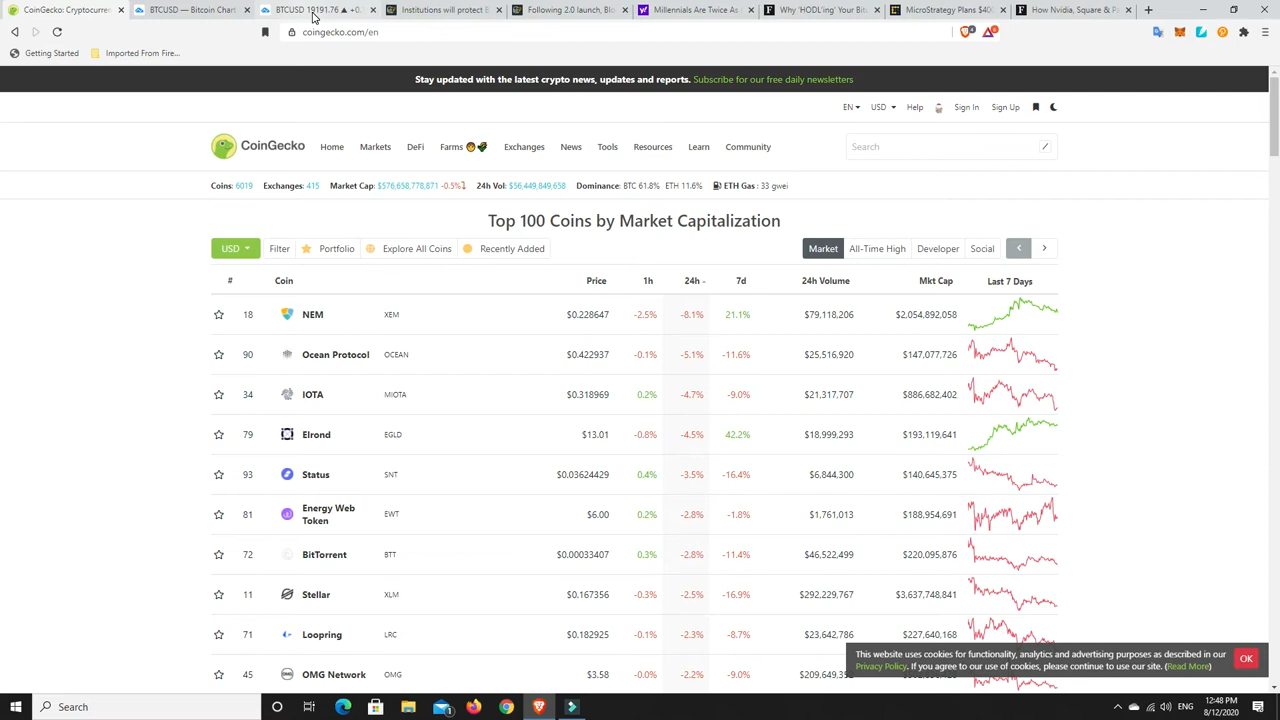 CoinGecko: Cryptocurren
BTCUSD — Bitcoin Chart
BTCUSD 19191.76 ▲ +0.
Institutions will protect B
Following 2.0 launch, Blo
Millennials Are Twice As
Why 'HODL'ing' Your Bit
MicroStrategy Plans $400
How Nvidia, Square & Pa
coingecko.com/en
Getting Started
Imported From Fire...
Stay updated with the latest crypto news, updates and reports. Subscribe for our free daily newsletters
EN USD Help Sign In Sign Up
CoinGecko Home Markets DeFi Farms Exchanges News Tools Resources Learn Community Search /
Coins: 6019 Exchanges: 415 Market Cap: $576,658,778,871 -0.5% 24h Vol: $56,449,849,658 Dominance: BTC 61.8% ETH 11.6% ETH Gas : 33 gwei
Top 100 Coins by Market Capitalization
USD Filter Portfolio Explore All Coins Recently Added Market All-Time High Developer Social < >
# Coin Price 1h 24h 7d 24h Volume Mkt Cap Last 7 Days
18 NEM XEM $0.228647 -2.5% -8.1% 21.1% $79,118,206 $2,054,892,058
90 Ocean Protocol OCEAN $0.422937 -0.1% -5.1% -11.6% $25,516,920 $147,077,726
34 IOTA MIOTA $0.318969 0.2% -4.7% -9.0% $21,317,707 $886,682,402
79 Elrond EGLD $13.01 -0.8% -4.5% 42.2% $18,999,293 $193,119,641
93 Status SNT $0.03624429 0.4% -3.5% -16.4% $6,844,300 $140,645,375
81 Energy Web Token EWT $6.00 0.2% -2.8% -1.8% $1,761,013 $188,954,691
72 BitTorrent BTT $0.00033407 0.3% -2.8% -11.4% $46,522,499 $220,095,876
11 Stellar XLM $0.167356 -0.3% -2.5% -16.9% $292,229,767 $3,637,748,841
71 Loopring LRC $0.182925 -0.1% -2.3% -8.7% $23,642,786 $227,640,168
45 OMG Network OMG $3.58 -0.0% -2.2% -9.0%
This website uses cookies for functionality, analytics and advertising purposes as described in our
Privacy Policy. If you agree to our use of cookies, please continue to use our site. (Read More)
OK
Search
ENG
12:48 PM
8/12/2020